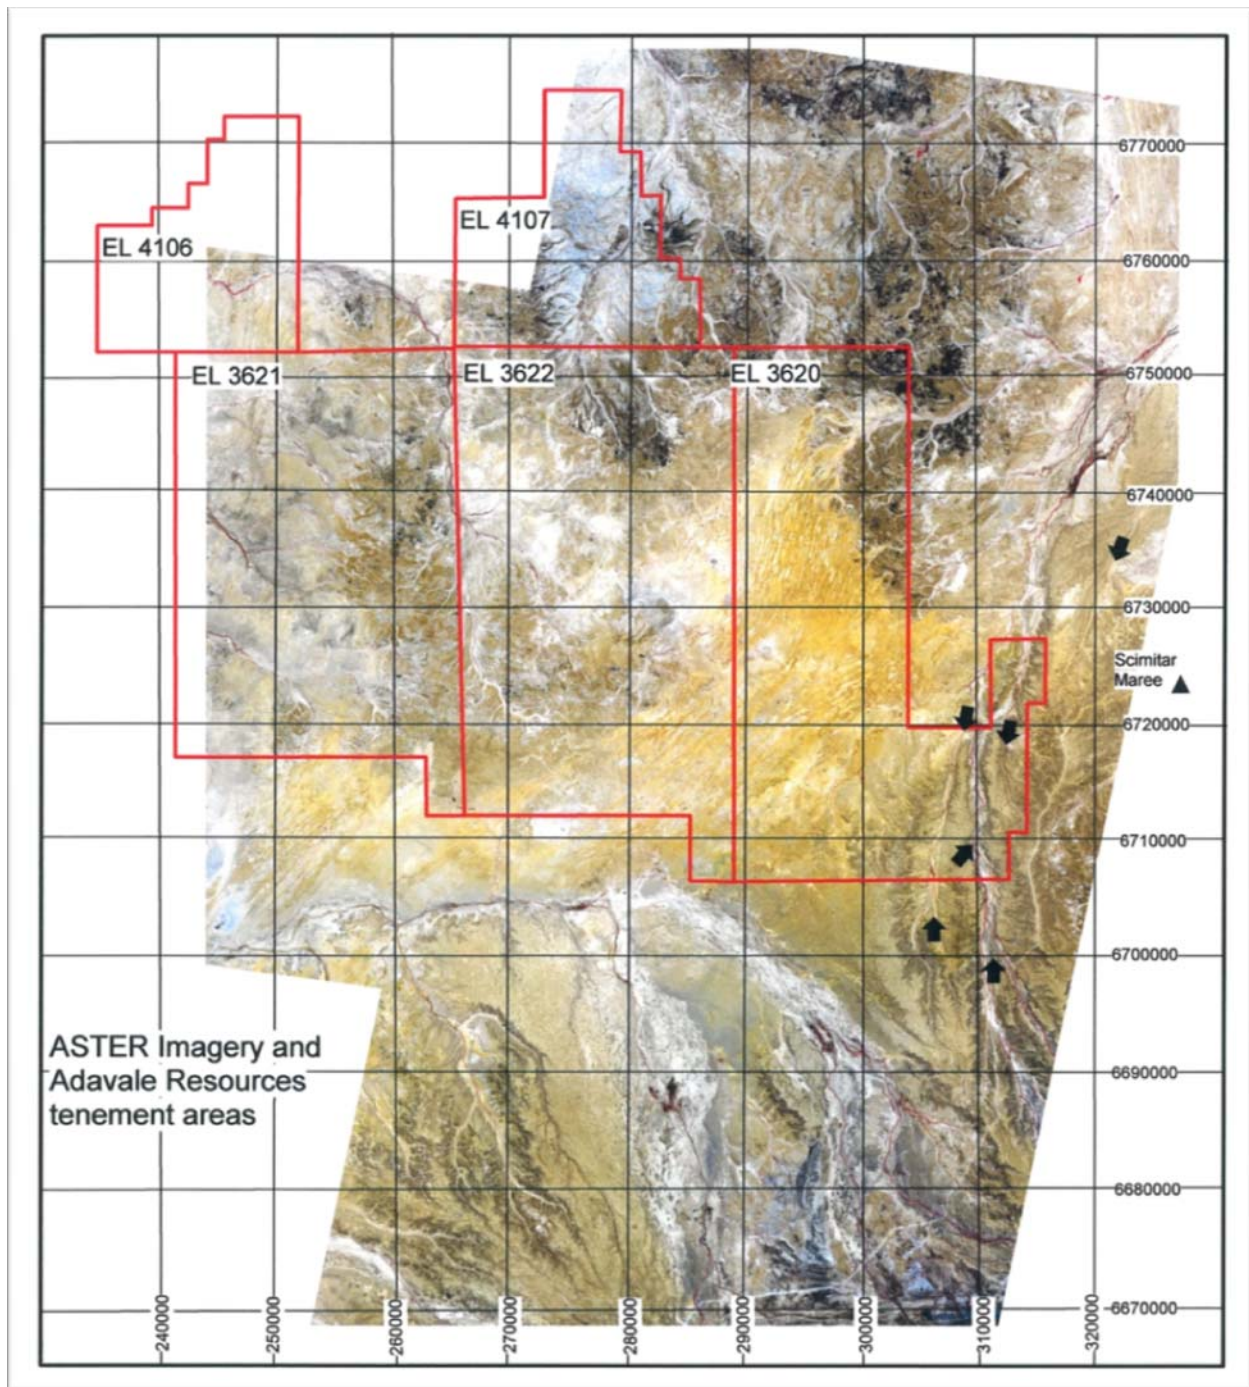 6770000
EL 4107
EL 4106
6760000
EL 3621
EL 3622
EL 3620
6750000
6740000
6730000
Scimitar
Maree
6720000
6710000
6700000
ASTER Imagery and
Adavale Resources
tenement areas
6690000
6680000
6670000
240000
250000
260000
270000
280000
290000
300000
310000
320000